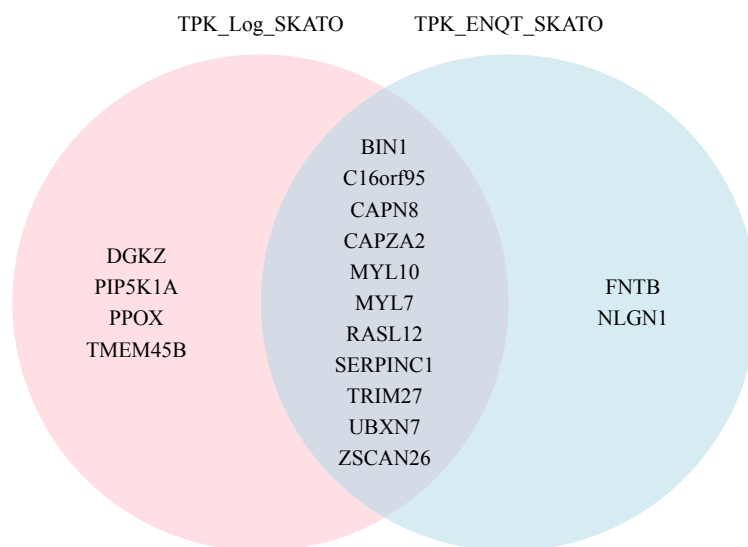 TPK_Log_SKATO
TPK_ENQT_SKATO
DGKZ
PIP5K1A
PPOX
TMEM45B
BIN1
C16orf95
CAPN8
CAPZA2
MYL10
MYL7
RASL12
SERPINC1
TRIM27
UBXN7
ZSCAN26
FNTB
NLGN1